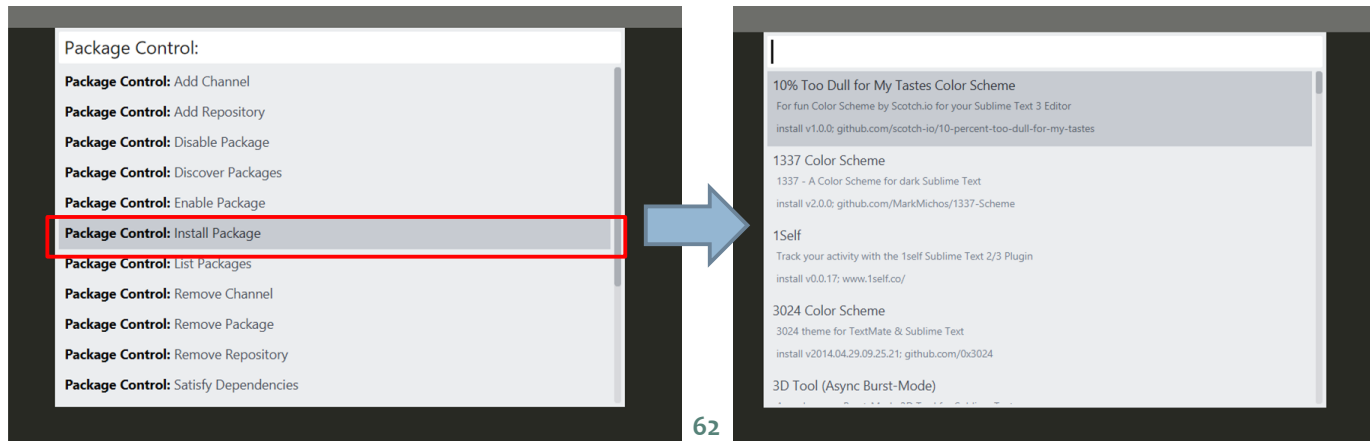 Package Control:
Package Control: Add Channel
Package Control: Add Repository
Package Control: Disable Package
Package Control: Discover Packages
Package Control: Enable Package
Package Control: Install Package
Package Control: List Packages
Package Control: Remove Channel
Package Control: Remove Package
Package Control: Remove Repository
Package Control: Satisfy Dependencies
10% Too Dull for My Tastes Color Scheme
For fun Color Scheme by Scotch.io for your Sublime Text 3 Editor
install v1.0.0; github.com/scotch-io/10-percent-too-dull-for-my-tastes
1337 Color Scheme
1337 - A Color Scheme for dark Sublime Text
install v2.0.0; github.com/MarkMichos/1337-Scheme
1Self
Track your activity with the 1self Sublime Text 2/3 Plugin
install v0.0.17; www.1self.co/
3024 Color Scheme
3024 theme for TextMate & Sublime Text
install v2014.04.29.09.25.21; github.com/0x3024
3D Tool (Async Burst-Mode)
62